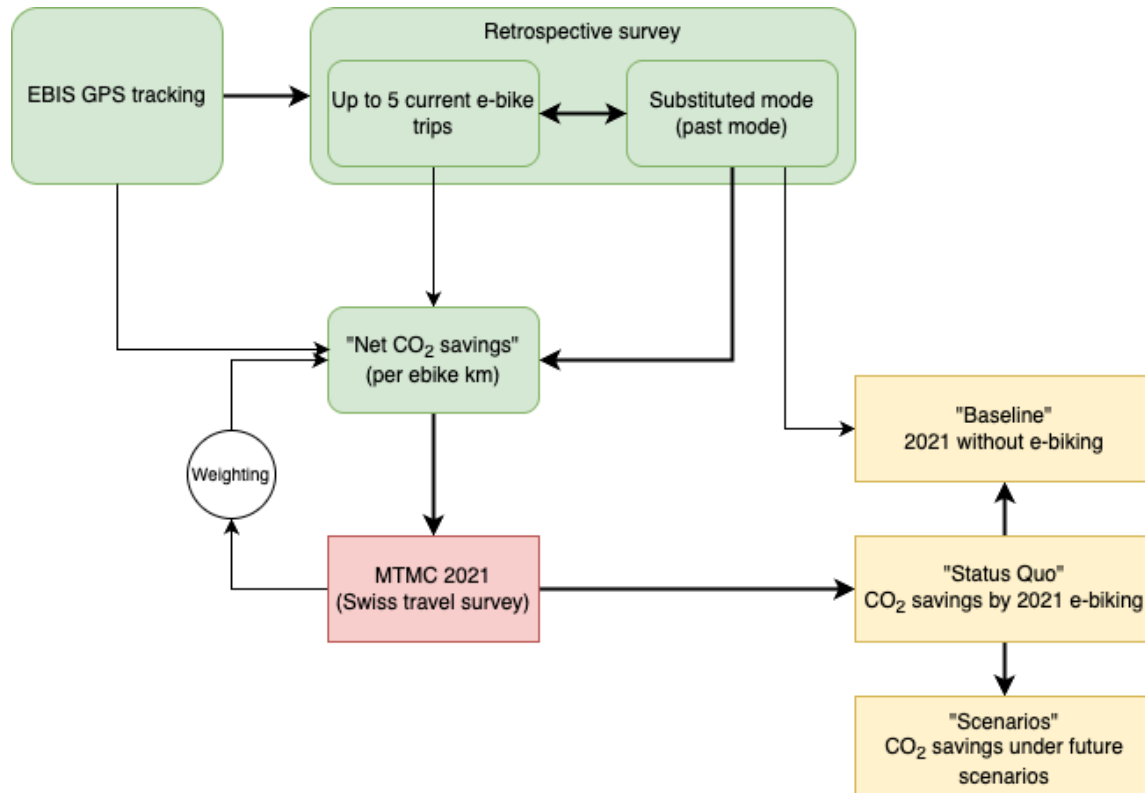 Retrospective survey
EBIS GPS tracking
Up to 5 current e-bike
trips
Substituted mode
(past mode)
"Net CO₂ savings"
(per ebike km)
"Baseline"
2021 without e-biking
Weighting
MTMC 2021
(Swiss travel survey)
"Status Quo"
CO₂ savings by 2021 e-biking
"Scenarios"
CO₂ savings under future
scenarios